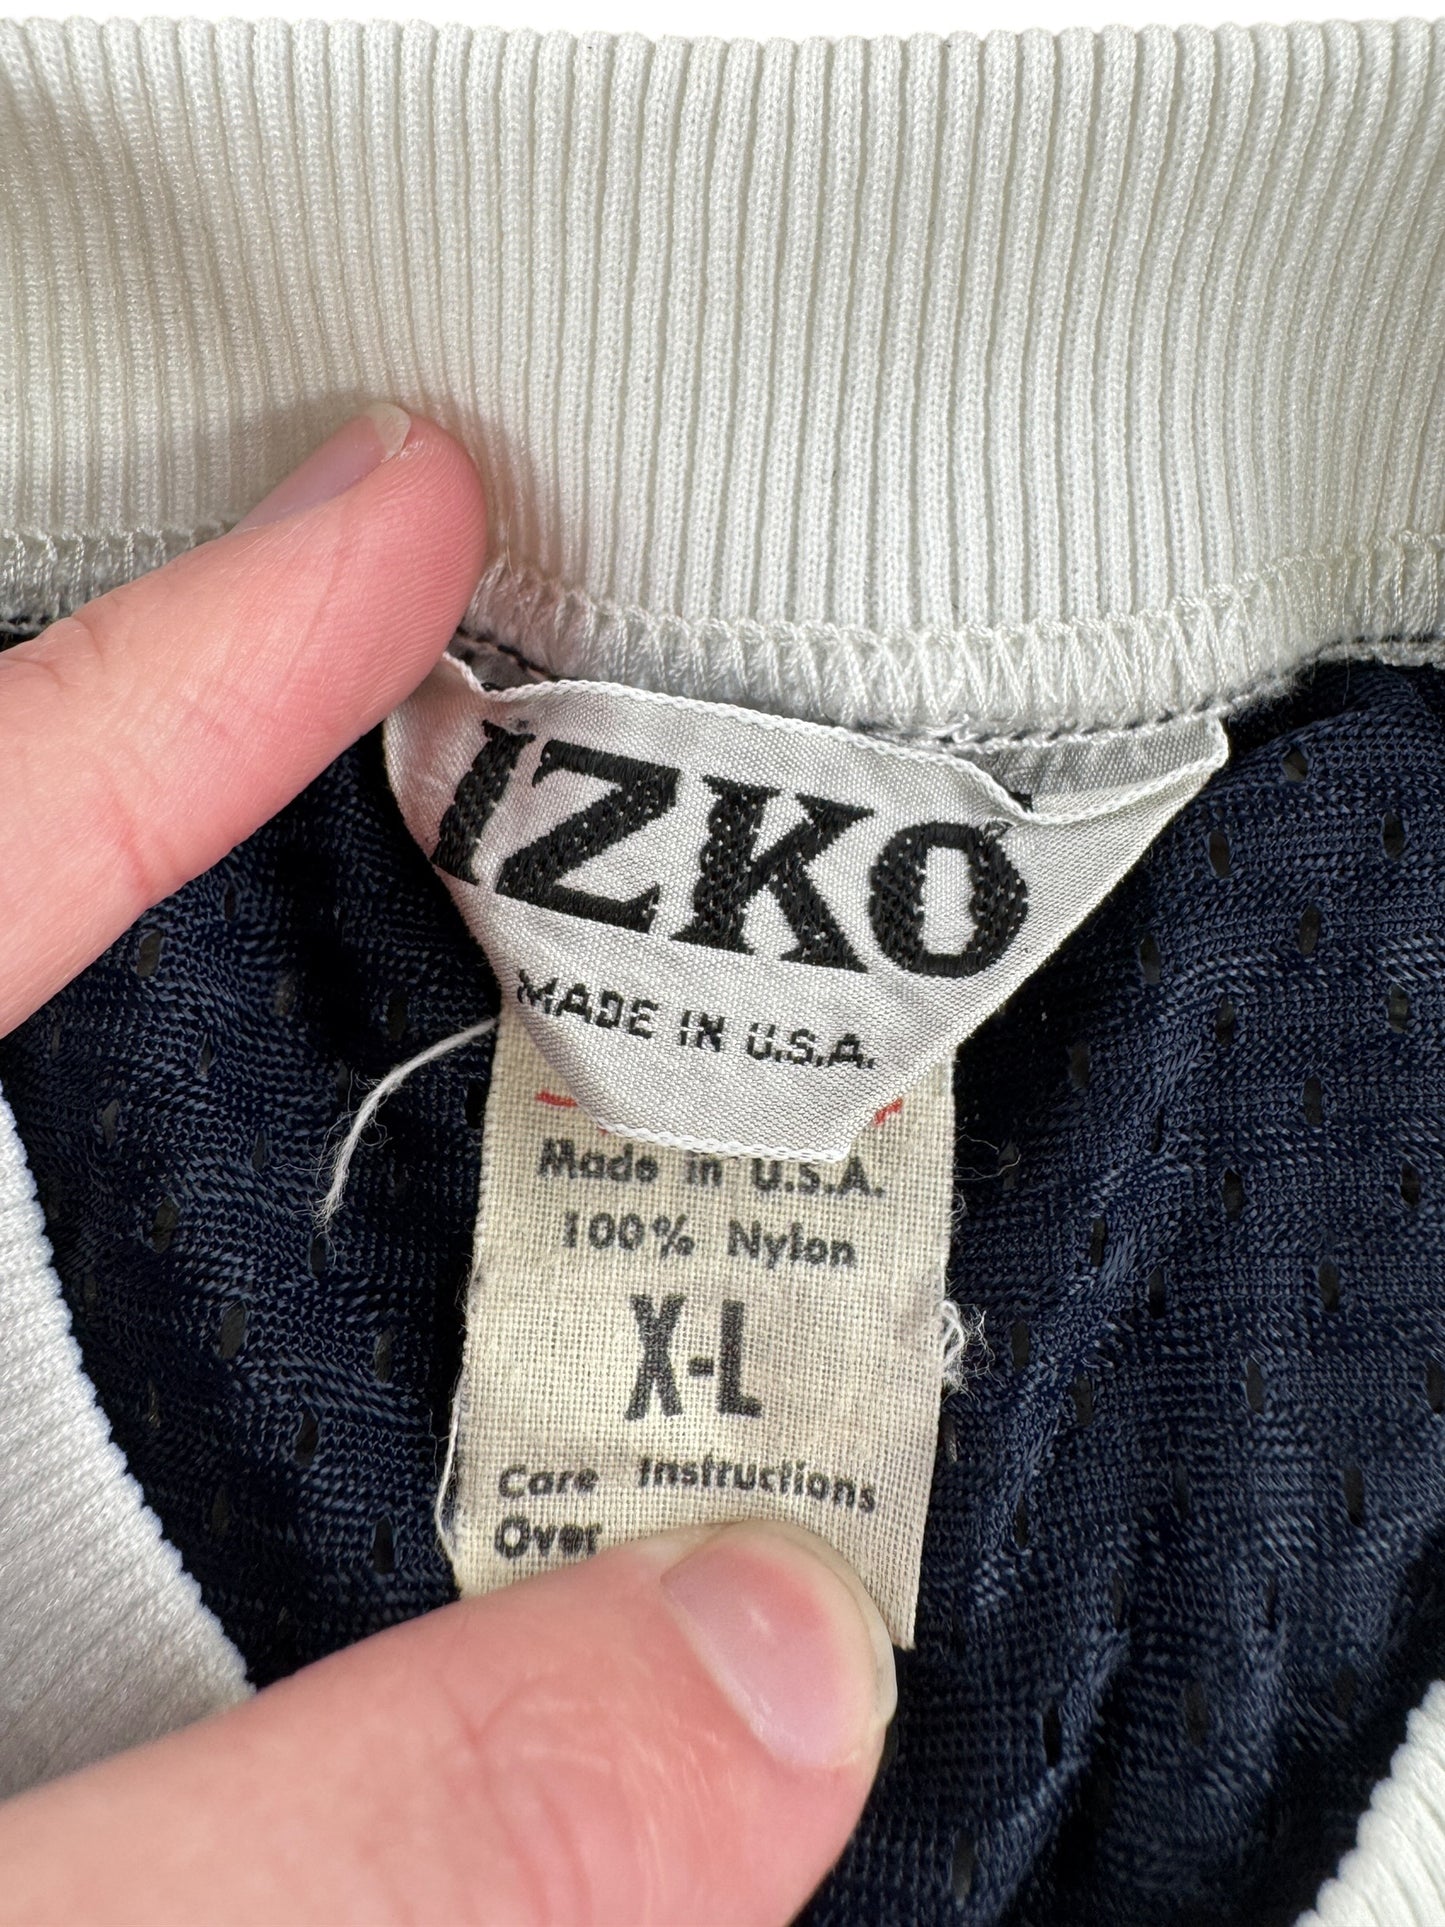 IZKO
MADE IN U.S.A.
Made in U.S.A.
100% Nylon
X-L
Care Instructions
Over